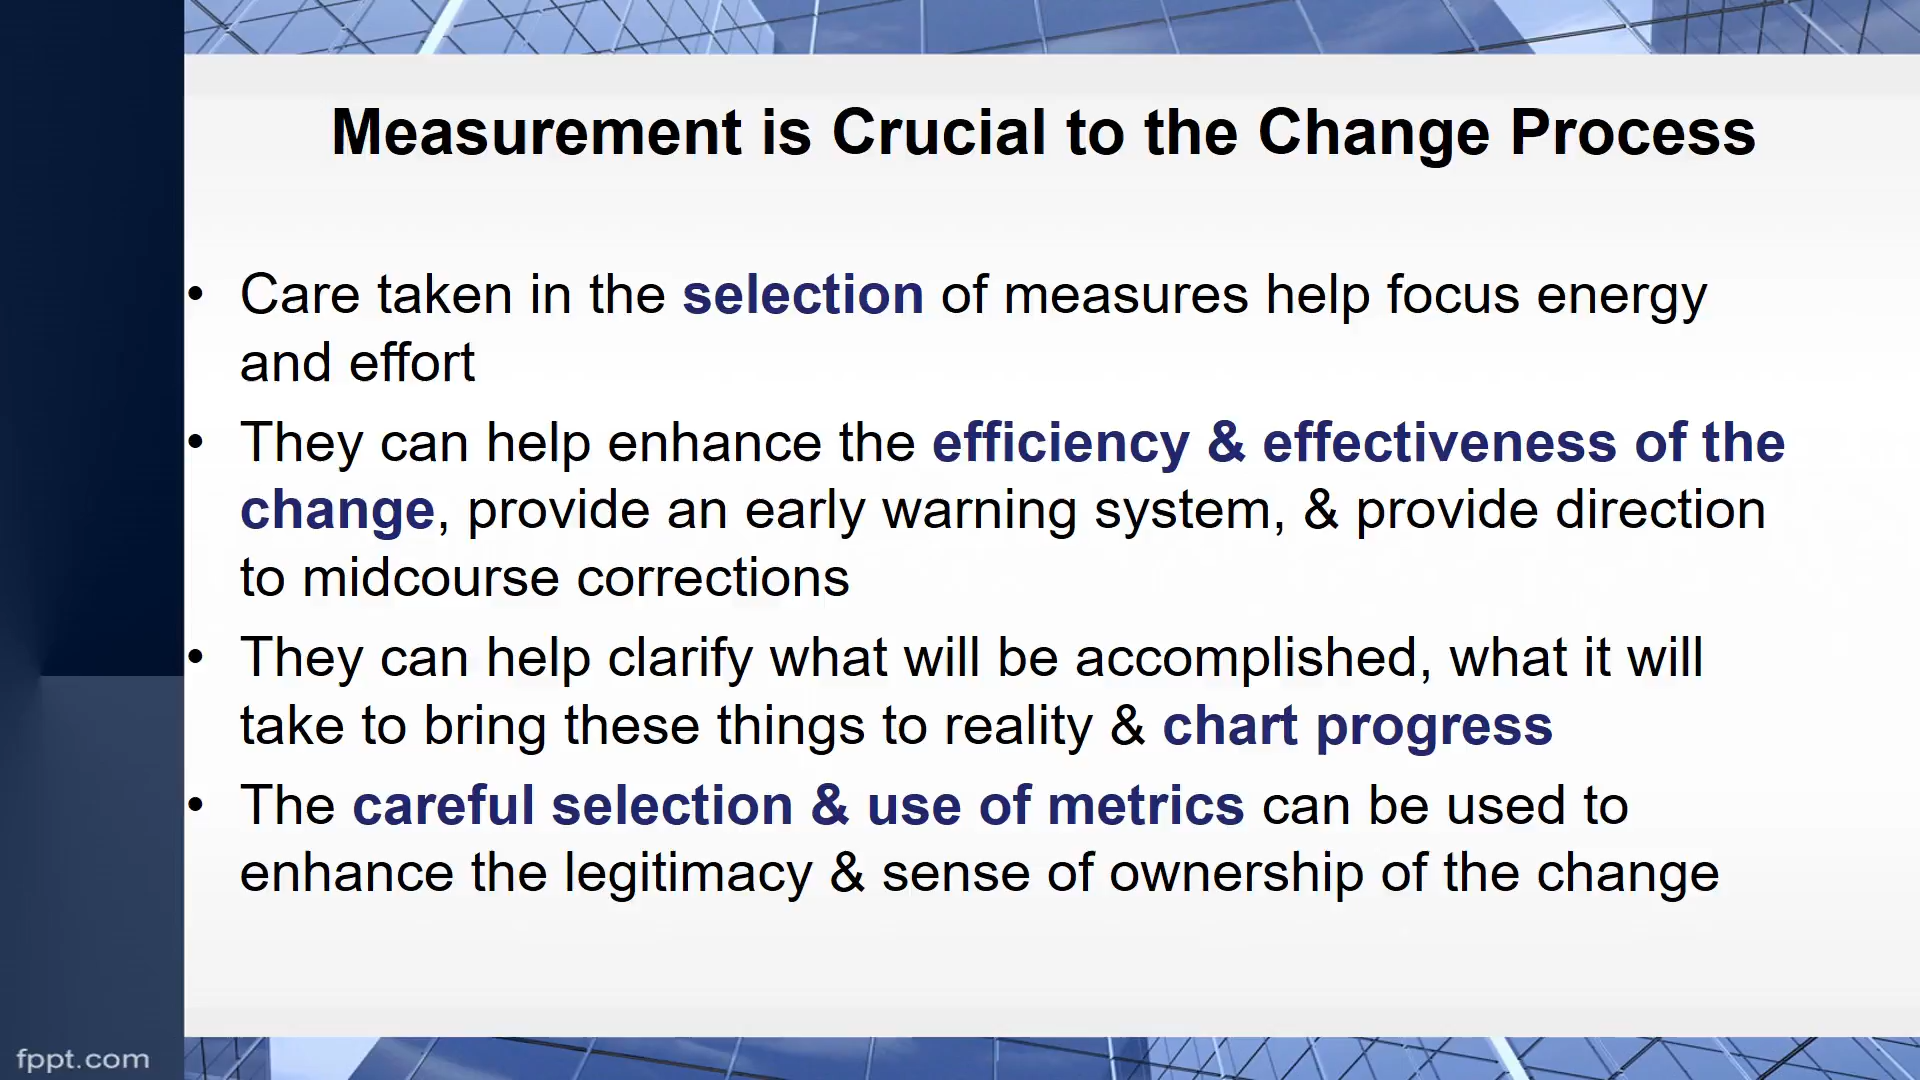 Measurement is Crucial to the Change Process
• Care taken in the selection of measures help focus energy
and effort
• They can help enhance the efficiency & effectiveness of the
change, provide an early warning system, & provide direction
to midcourse corrections
• They can help clarify what will be accomplished, what it will
take to bring these things to reality & chart progress
• The careful selection & use of metrics can be used to
enhance the legitimacy & sense of ownership of the change
fppt.com